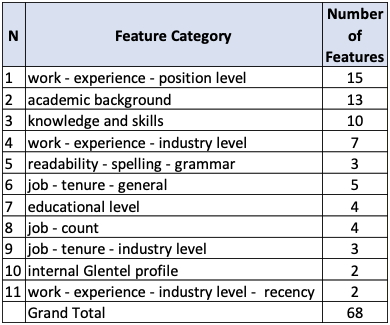 N Feature Category Number of Features
1 work - experience - position level 15
2 academic background 13
3 knowledge and skills 10
4 work - experience - industry level 7
5 readability - spelling - grammar 3
6 job - tenure - general 5
7 educational level 4
8 job - count 4
9 job - tenure - industry level 3
10 internal Glentel profile 2
11 work - experience - industry level - recency 2
Grand Total 68